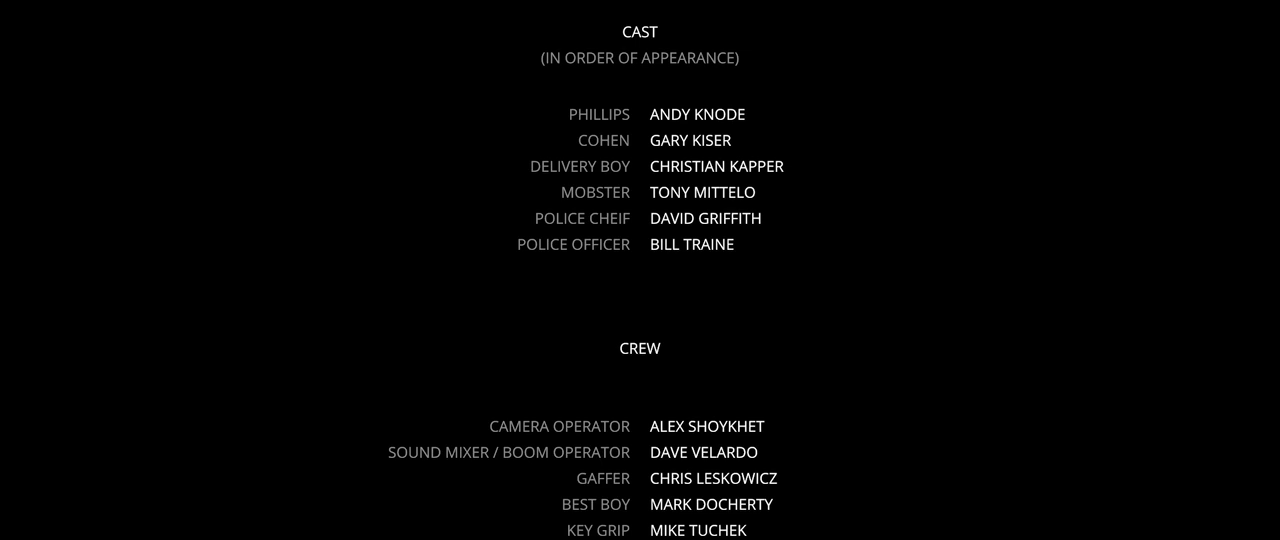 CAST
(IN ORDER OF APPEARANCE)
PHILLIPS ANDY KNODE
COHEN GARY KISER
DELIVERY BOY CHRISTIAN KAPPER
MOBSTER TONY MITTELO
POLICE CHEIF DAVID GRIFFITH
POLICE OFFICER BILL TRAINE
CREW
CAMERA OPERATOR ALEX SHOYKHET
SOUND MIXER / BOOM OPERATOR DAVE VELARDO
GAFFER CHRIS LESKOWICZ
BEST BOY MARK DOCHERTY
KEY GRIP MIKE TUCHEK